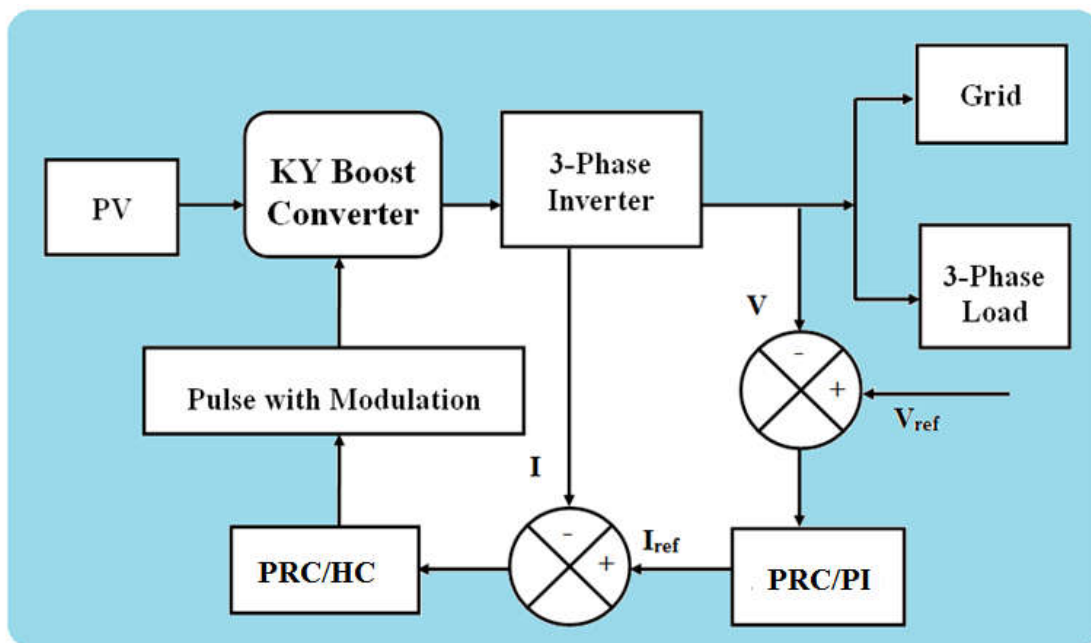 PV
KY Boost
Converter
3-Phase
Inverter
Grid
3-Phase
Load
V
-
+
Vref
Pulse with Modulation
I
PRC/HC
-
+
Iref
PRC/PI